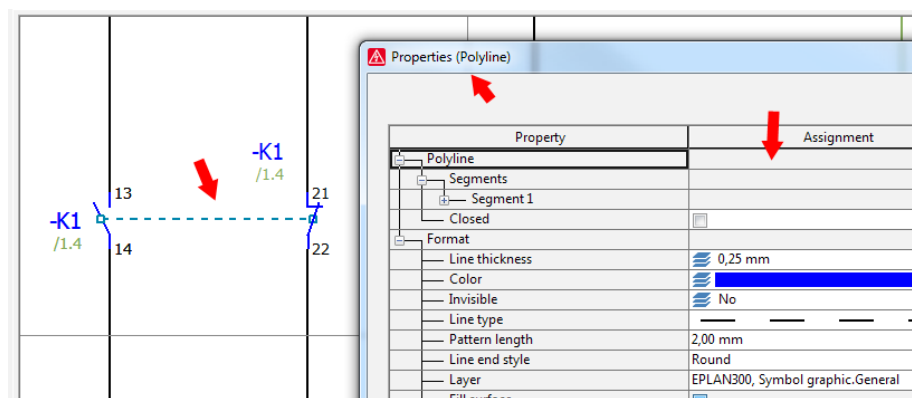 Properties (Polyline)
Property Assignment
Polyline
Segments
Segment 1
Closed
Format
Line thickness 0,25 mm
Color
Invisible No
Line type
Pattern length 2,00 mm
Line end style Round
Layer EPLAN300, Symbol graphic.General
-K1
/1.4
13
21
-K1
/1.4
14
22